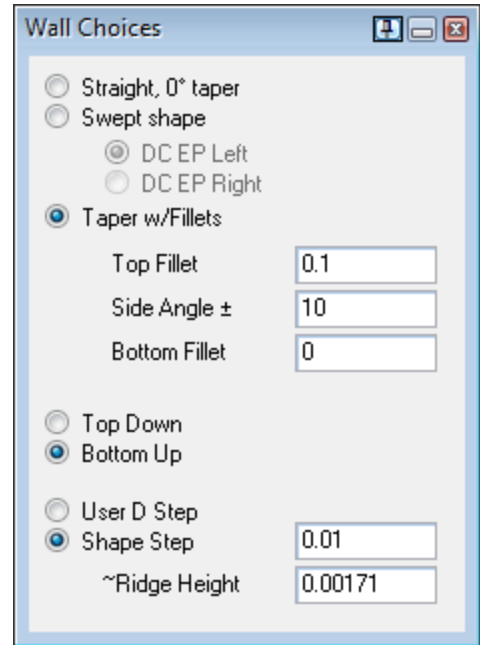 Wall Choices
Straight, 0° taper
Swept shape
DC EP Left
DC EP Right
Taper w/Fillets
Top Fillet 0.1
Side Angle ± 10
Bottom Fillet 0
Top Down
Bottom Up
User D Step
Shape Step 0.01
~Ridge Height 0.00171